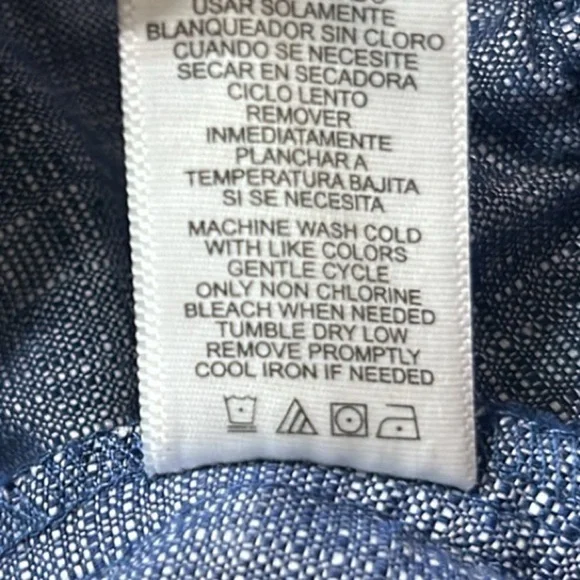 USAR SOLAMENTE
BLANQUEADOR SIN CLORO
CUANDO SE NECESITE
SECAR EN SECADORA
CICLO LENTO
REMOVER
INMEDIATAMENTE
PLANCHAR A
TEMPERATURA BAJITA
SI SE NECESITA
MACHINE WASH COLD
WITH LIKE COLORS
GENTLE CYCLE
ONLY NON CHLORINE
BLEACH WHEN NEEDED
TUMBLE DRY LOW
REMOVE PROMPTLY
COOL IRON IF NEEDED